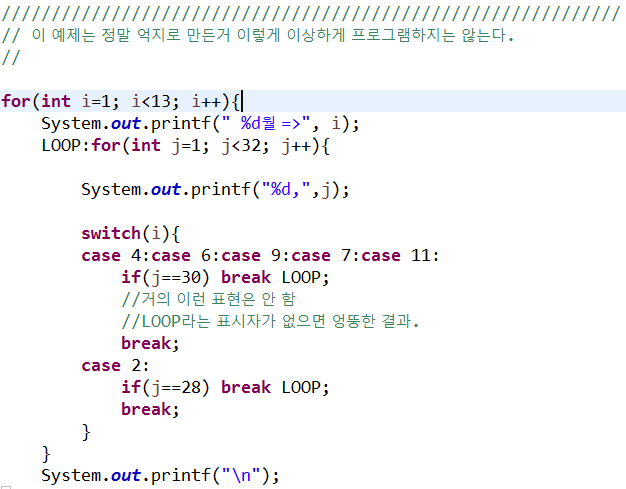 //////////////////////////////////////////////////////////////
// 이 예제는 정말 억지로 만든거 이렇게 이상하게 프로그램하지는 않는다.
//
for(int i=1; i<13; i++){
    System.out.printf(" %d월 =>", i);
    LOOP:for(int j=1; j<32; j++){
        System.out.printf("%d,",j);
        switch(i){
        case 4:case 6:case 9:case 7:case 11:
            if(j==30) break LOOP;
            //거의 이런 표현은 안 함
            //LOOP라는 표시자가 없으면 엉뚱한 결과.
            break;
        case 2:
            if(j==28) break LOOP;
            break;
        }
    }
    System.out.printf("\n");